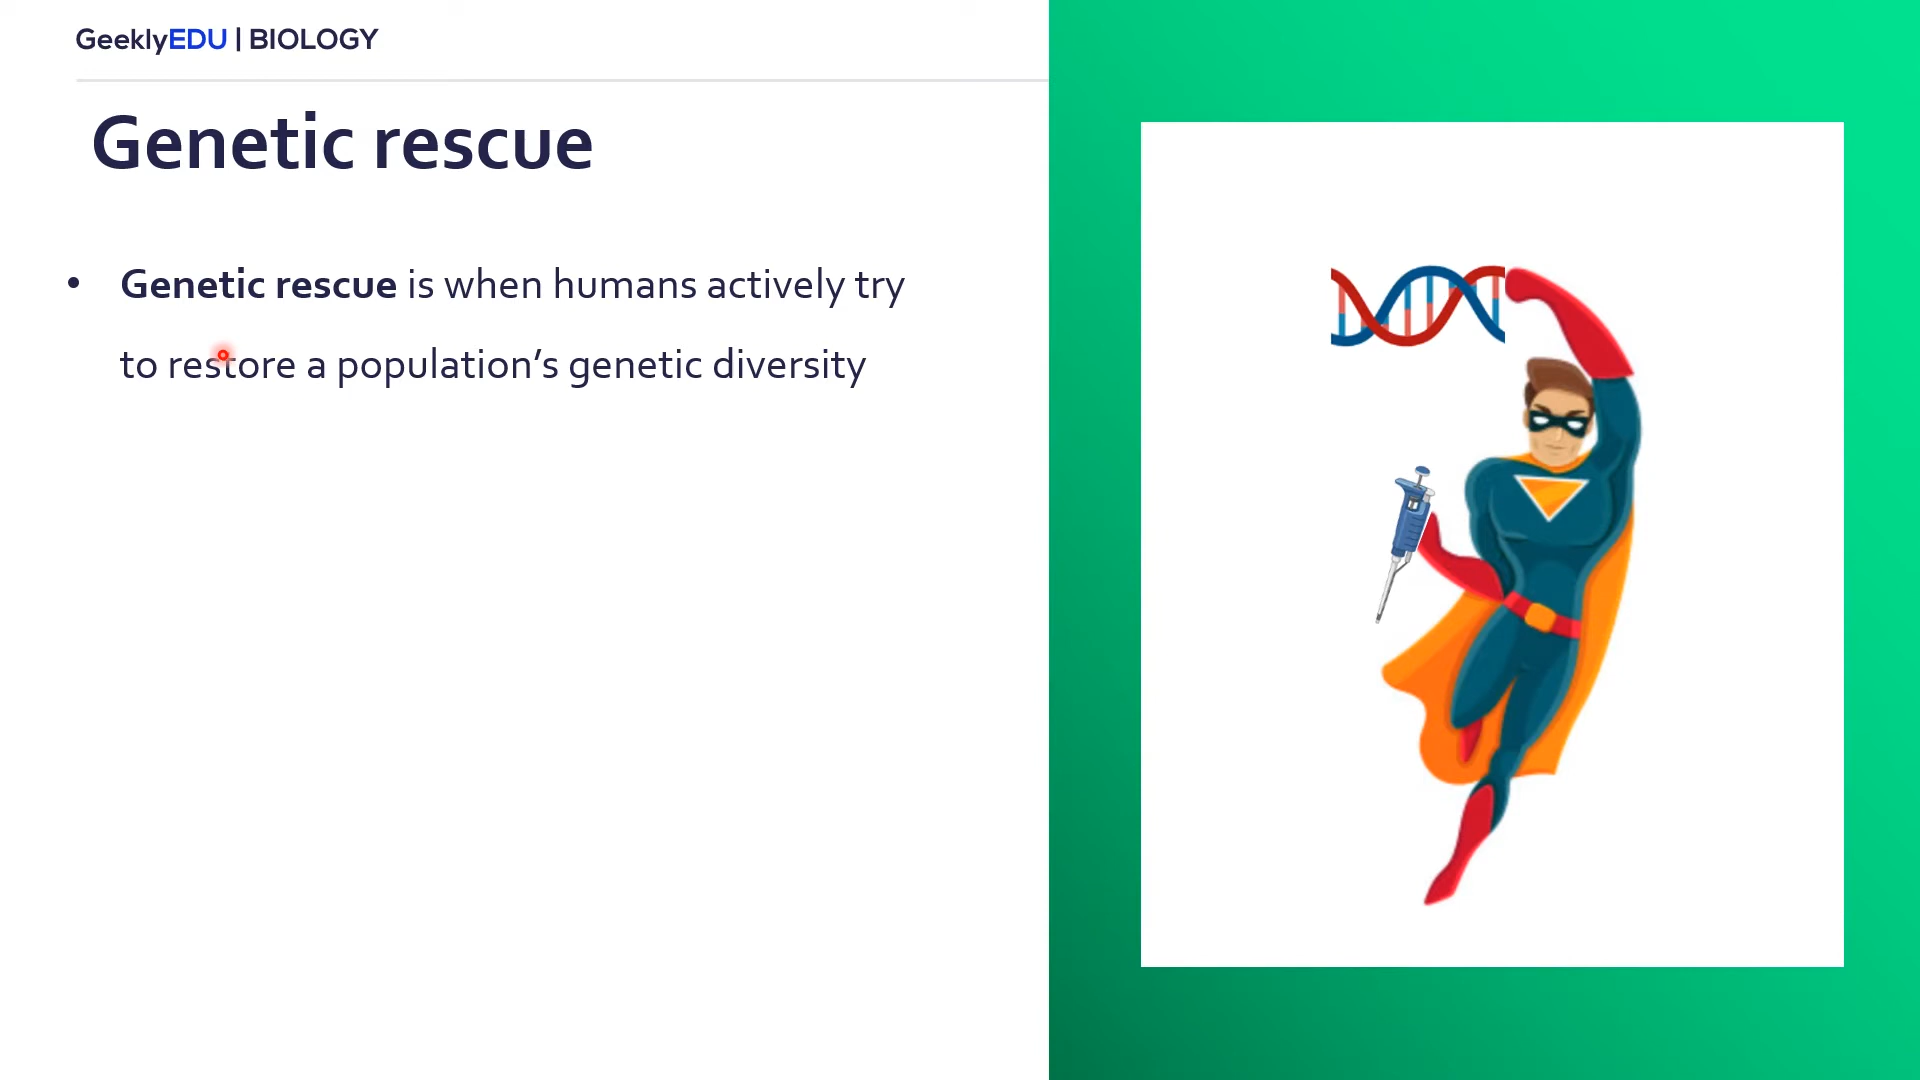 GeeklyEDU | BIOLOGY
Genetic rescue
• Genetic rescue is when humans actively try
to restore a population’s genetic diversity